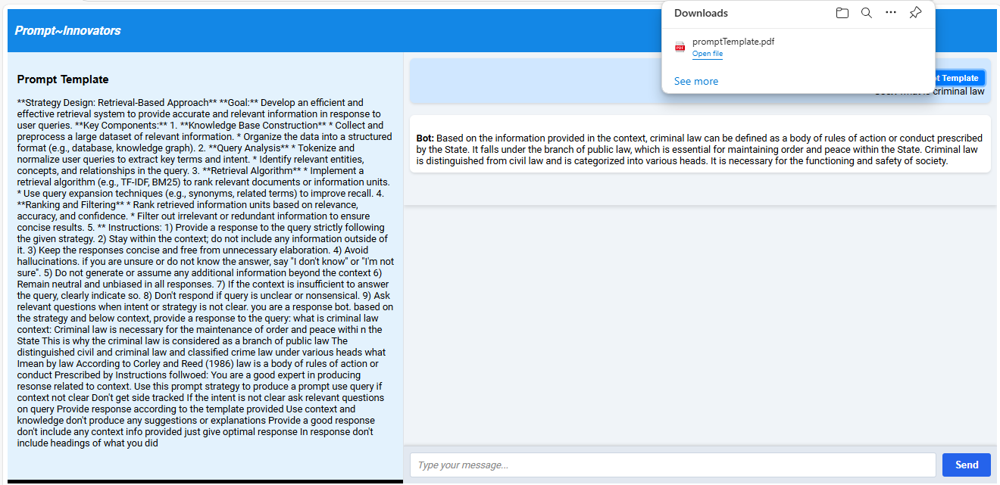 Prompt~Innovators
Downloads
promptTemplate.pdf
Open file
See more
Prompt Template
**Strategy Design: Retrieval-Based Approach** **Goal:** Develop an efficient and
effective retrieval system to provide accurate and relevant information in response to
user queries. **Key Components:** 1. **Knowledge Base Construction** * Collect and
preprocess a large dataset of relevant information. * Organize the data into a structured
format (e.g., database, knowledge graph). 2. **Query Analysis** * Tokenize and
normalize user queries to extract key terms and intent. * Identify relevant entities,
concepts, and relationships in the query. 3. **Retrieval Algorithm** * Implement a
retrieval algorithm (e.g., TF-IDF, BM25) to rank relevant documents or information units.
* Use query expansion techniques (e.g., synonyms, related terms) to improve recall. 4.
**Ranking and Filtering** * Rank retrieved information units based on relevance,
accuracy, and confidence. * Filter out irrelevant or redundant information to ensure
concise results. 5. ** Instructions: 1) Provide a response to the query strictly following
the given strategy. 2) Stay within the context; do not include any information outside of
it. 3) Keep the responses concise and free from unnecessary elaboration. 4) Avoid
hallucinations. if you are unsure or do not know the answer, say "I don't know" or "I'm not
sure". 5) Do not generate or assume any additional information beyond the context 6)
Remain neutral and unbiased in all responses. 7) If the context is insufficient to answer
the query, clearly indicate so. 8) Don't respond if query is unclear or nonsensical. 9) Ask
relevant questions when intent or strategy is not clear. you are a response bot. based on
the strategy and below context, provide a response to the query: what is criminal law
context: Criminal law is necessary for the maintenance of order and peace withi n the
State This is why the criminal law is considered as a branch of public law The
distinguished civil and criminal law and classified crime law under various heads what
Imean by law According to Corley and Reed (1986) law is a body of rules of action or
conduct Prescribed by Instructions follwoed: You are a good expert in producing
resonse related to context. Use this prompt strategy to produce a prompt use query if
context not clear Don't get side tracked If the intent is not clear ask relevant questions
on query Provide response according to the template provided Use context and
knowledge don't produce any suggestions or explanations Provide a good response
don't include any context info provided just give optimal response In response don't
include headings of what you did
Template
criminal law
Bot: Based on the information provided in the context, criminal law can be defined as a body of rules of action or conduct prescribed
by the State. It falls under the branch of public law, which is essential for maintaining order and peace within the State. Criminal law
is distinguished from civil law and is categorized into various heads. It is necessary for the functioning and safety of society.
Type your message...
Send